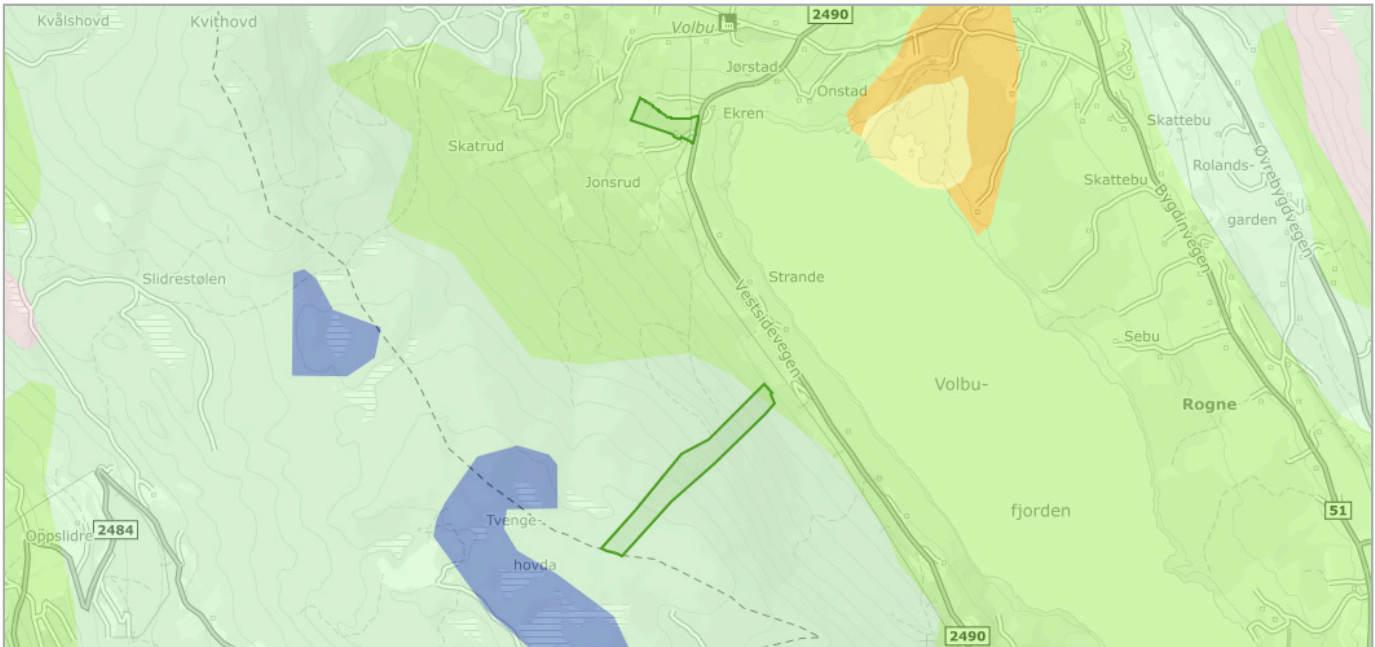 Kvålshovd
Kvithovd
Volbu
2490
Jørstad
Onstad
Ekren
Skatrud
Jonsrud
Skattebu
Rolands-
garden
Øvrebygdvegen
Skattebu
Bygdinvegen
Slidrestølen
Strande
Vestsidevegen
Sebu
Volbu-
Rogne
fjorden
51
Tvenge-
hovda
Oppslidre
2484
2490